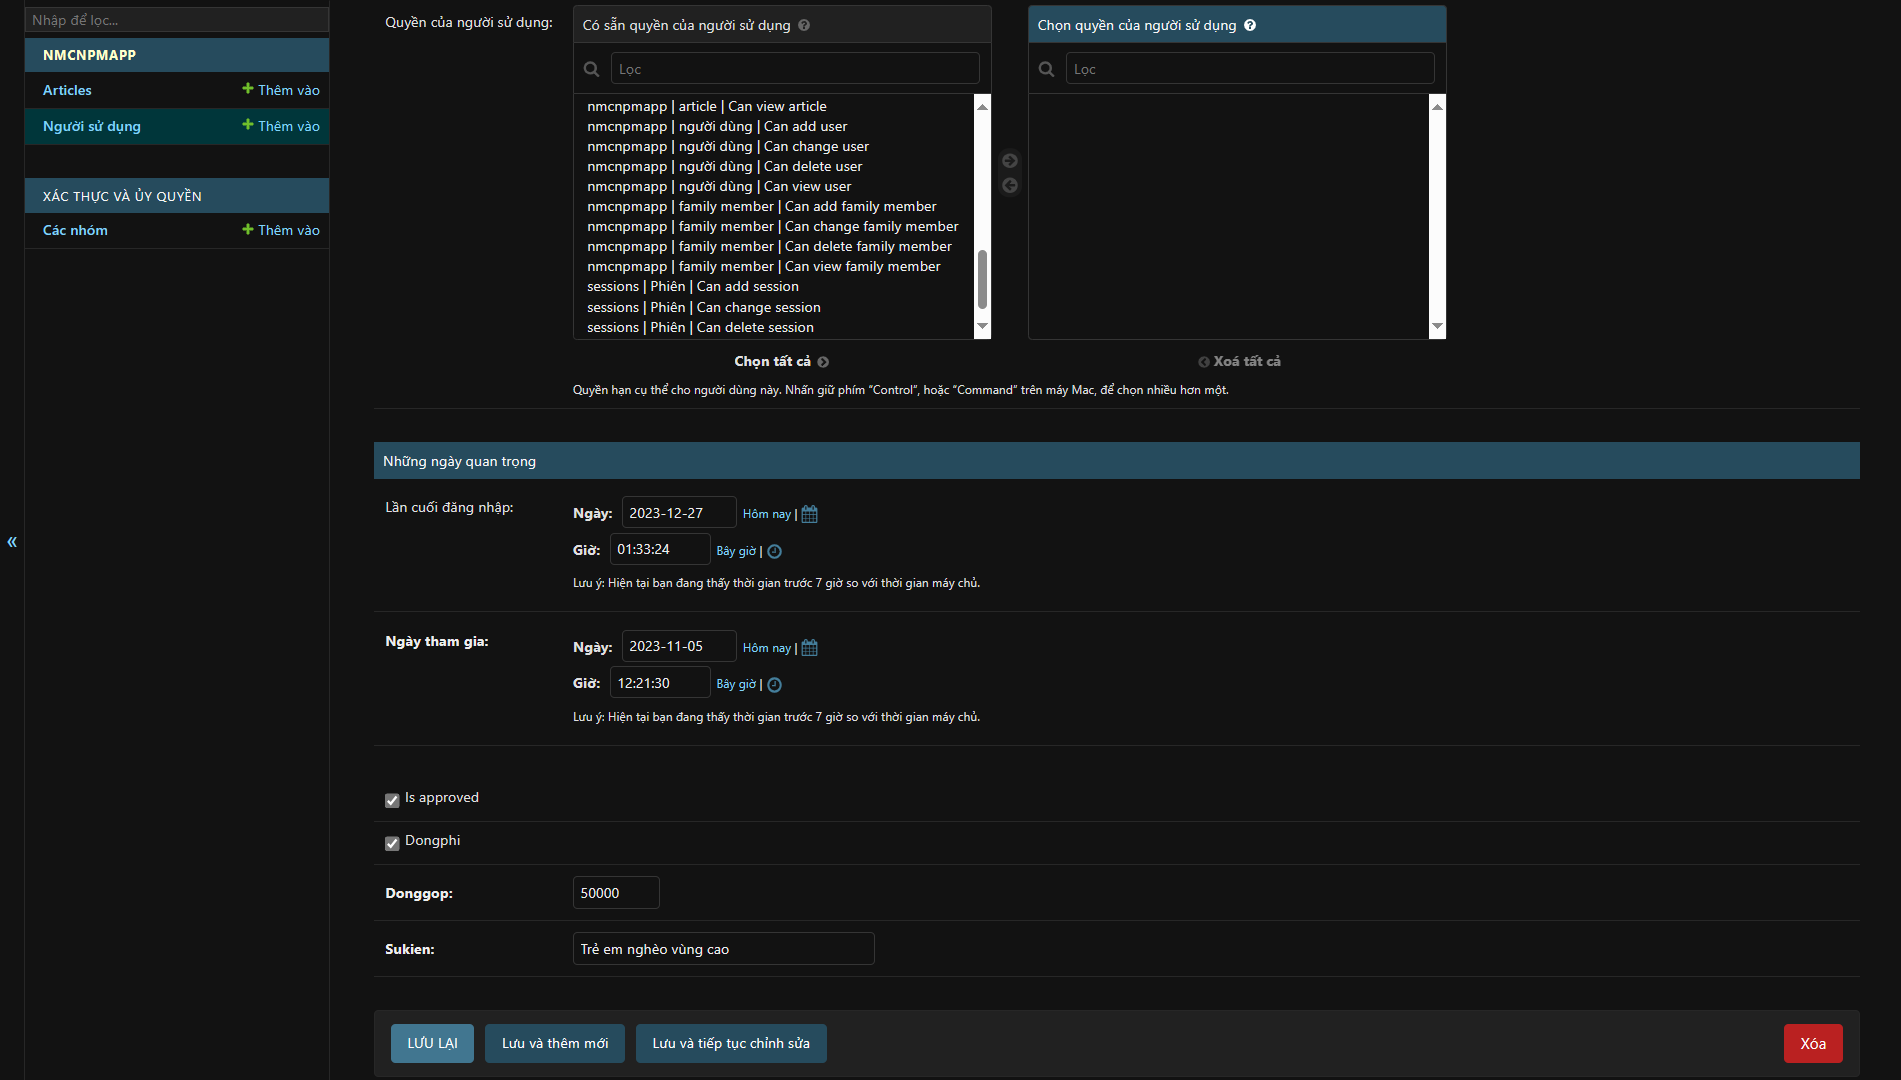 Nhập để lọc...
NMCNPMAPP
Articles
Thêm vào
Người sử dụng
Thêm vào
XÁC THỰC VÀ ỦY QUYỀN
Các nhóm
Thêm vào
«
Quyền của người sử dụng:
Có sẵn quyền của người sử dụng
Lọc
nmcnpmapp | article | Can view article
nmcnpmapp | người dùng | Can add user
nmcnpmapp | người dùng | Can change user
nmcnpmapp | người dùng | Can delete user
nmcnpmapp | người dùng | Can view user
nmcnpmapp | family member | Can add family member
nmcnpmapp | family member | Can change family member
nmcnpmapp | family member | Can delete family member
nmcnpmapp | family member | Can view family member
sessions | Phiên | Can add session
sessions | Phiên | Can change session
sessions | Phiên | Can delete session
Chọn tất cả
Chọn quyền của người sử dụng
Lọc
Xoá tất cả
Quyền hạn cụ thể cho người dùng này. Nhấn giữ phím “Control”, hoặc “Command” trên máy Mac, để chọn nhiều hơn một.
Những ngày quan trọng
Lần cuối đăng nhập:
Ngày: 2023-12-27 Hôm nay |
Giờ: 01:33:24 Bây giờ |
Lưu ý: Hiện tại bạn đang thấy thời gian trước 7 giờ so với thời gian máy chủ.
Ngày tham gia:
Ngày: 2023-11-05 Hôm nay |
Giờ: 12:21:30 Bây giờ |
Lưu ý: Hiện tại bạn đang thấy thời gian trước 7 giờ so với thời gian máy chủ.
Is approved
Dongphi
Donggop: 50000
Sukien: Trẻ em nghèo vùng cao
LƯU LẠI
Lưu và thêm mới
Lưu và tiếp tục chỉnh sửa
Xóa